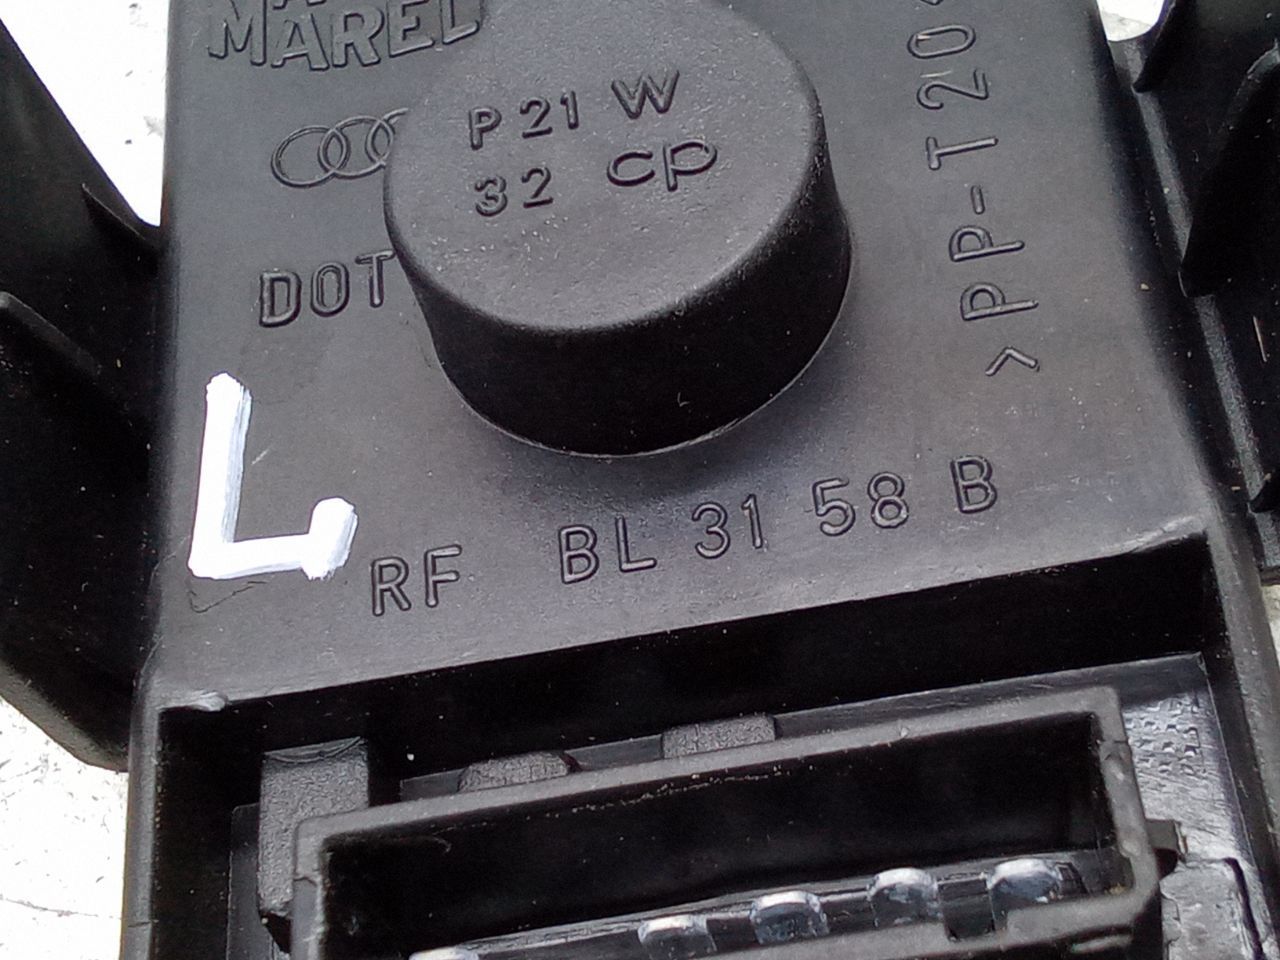 MAREL
P 21 W
32 cp
DOT
>PP-T20<
L
RF BL 31 58 B